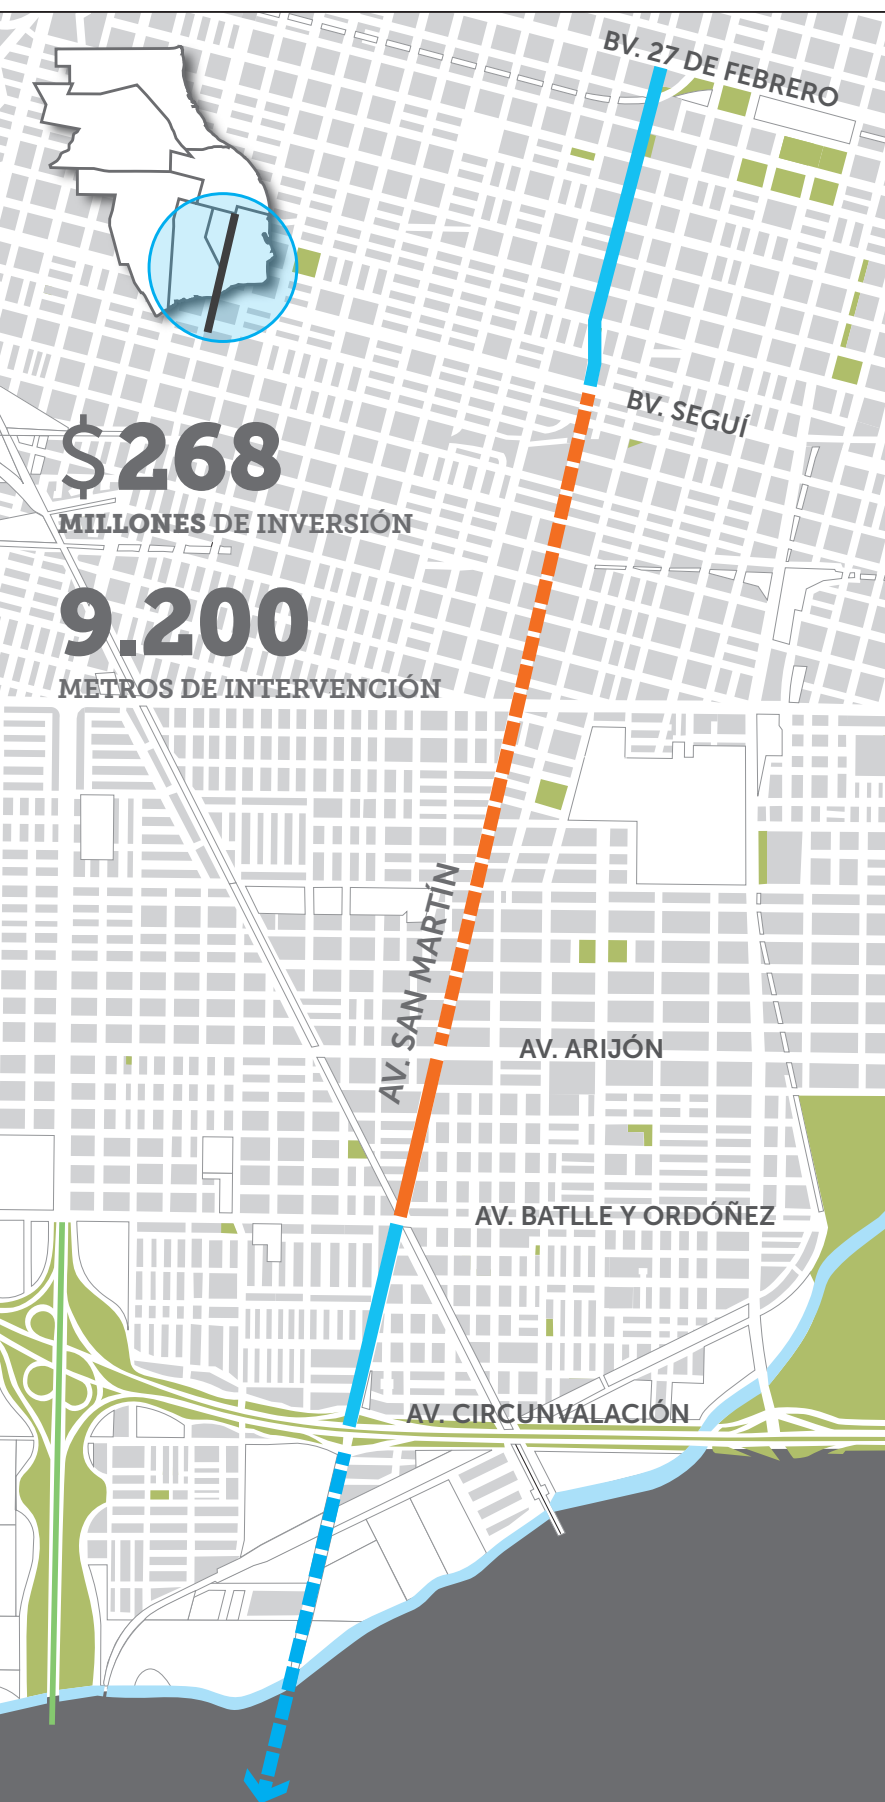 BV. 27 DE FEBRERO
BV. SEGUÍ
$268
MILLONES DE INVERSIÓN
9.200
METROS DE INTERVENCIÓN
AV. SAN MARTÍN
AV. ARIJÓN
AV. BATLLE Y ORDÓÑEZ
AV. CIRCUNVALACIÓN